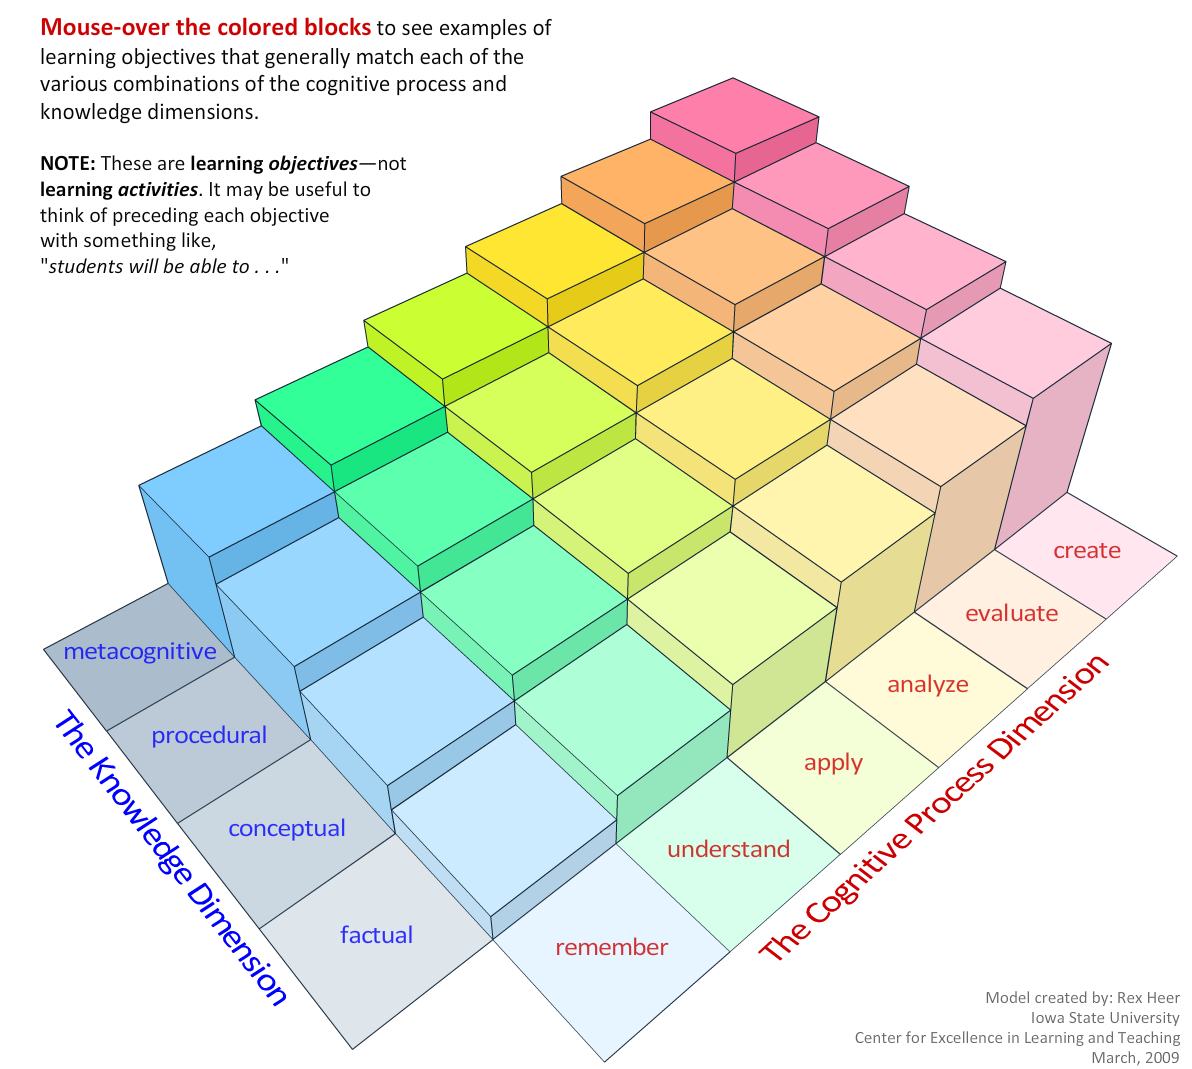 Mouse-over the colored blocks to see examples of
learning objectives that generally match each of the
various combinations of the cognitive process and
knowledge dimensions.
NOTE: These are learning objectives—not
learning activities. It may be useful to
think of preceding each objective
with something like,
"students will be able to . . ."
metacognitive
procedural
conceptual
factual
The Knowledge Dimension
create
evaluate
analyze
apply
understand
remember
The Cognitive Process Dimension
Model created by: Rex Heer
Iowa State University
Center for Excellence in Learning and Teaching
March, 2009